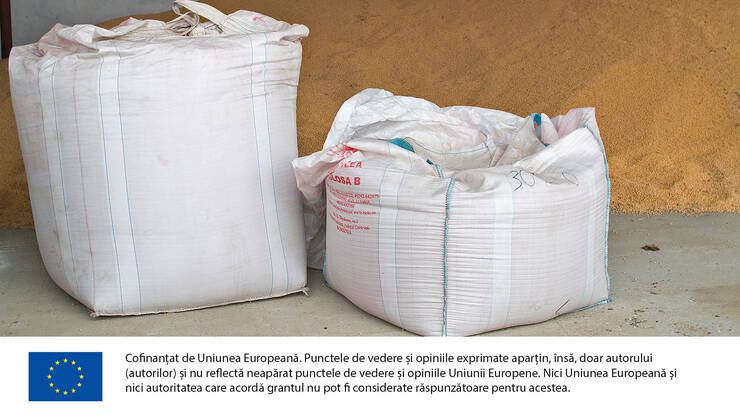 LOSA B
30
Cofinanțat de Uniunea Europeană. Punctele de vedere și opiniile exprimate aparțin, însă, doar autorului
(autorilor) și nu reflectă neapărat punctele de vedere și opiniile Uniunii Europene. Nici Uniunea Europeană și
nici autoritatea care acordă grantul nu pot fi considerate răspunzătoare pentru acestea.